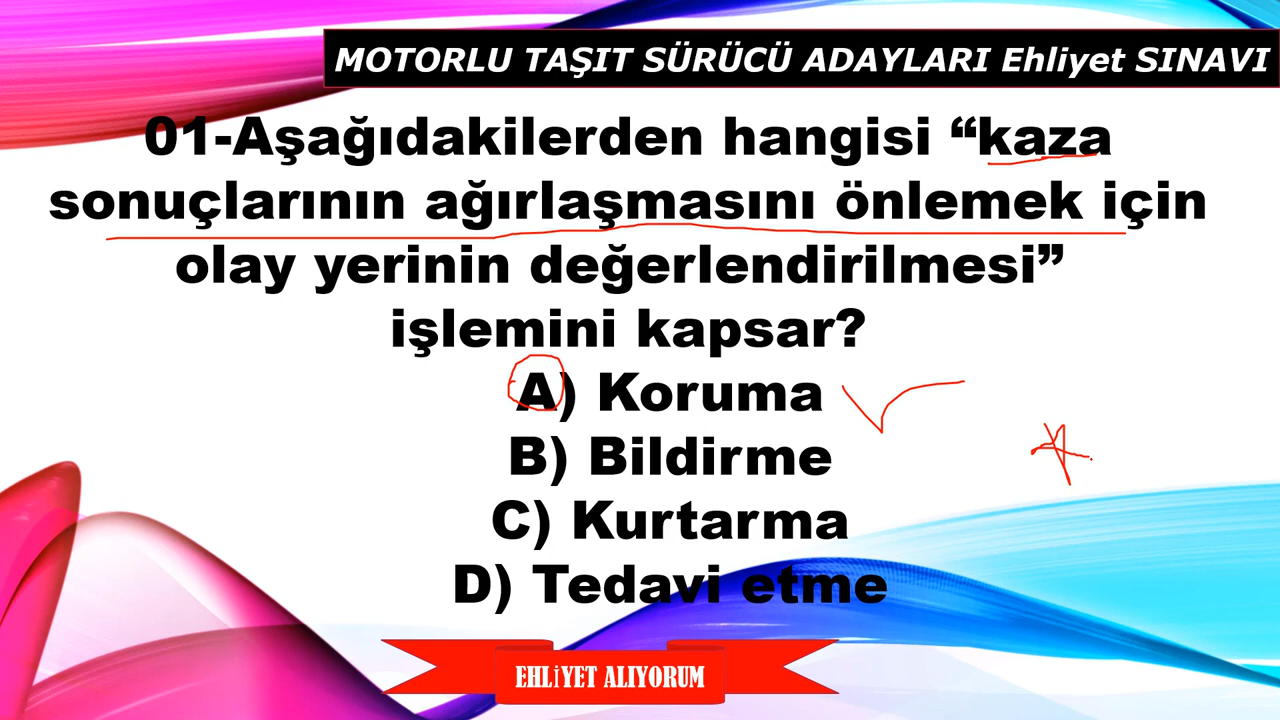 MOTORLU TAŞIT SÜRÜCÜ ADAYLARI Ehliyet SINAVI
01-Aşağıdakilerden hangisi “kaza
sonuçlarının ağırlaşmasını önlemek için
olay yerinin değerlendirilmesi”
işlemini kapsar?
A) Koruma
B) Bildirme
C) Kurtarma
D) Tedavi etme
EHLİYET ALIYORUM